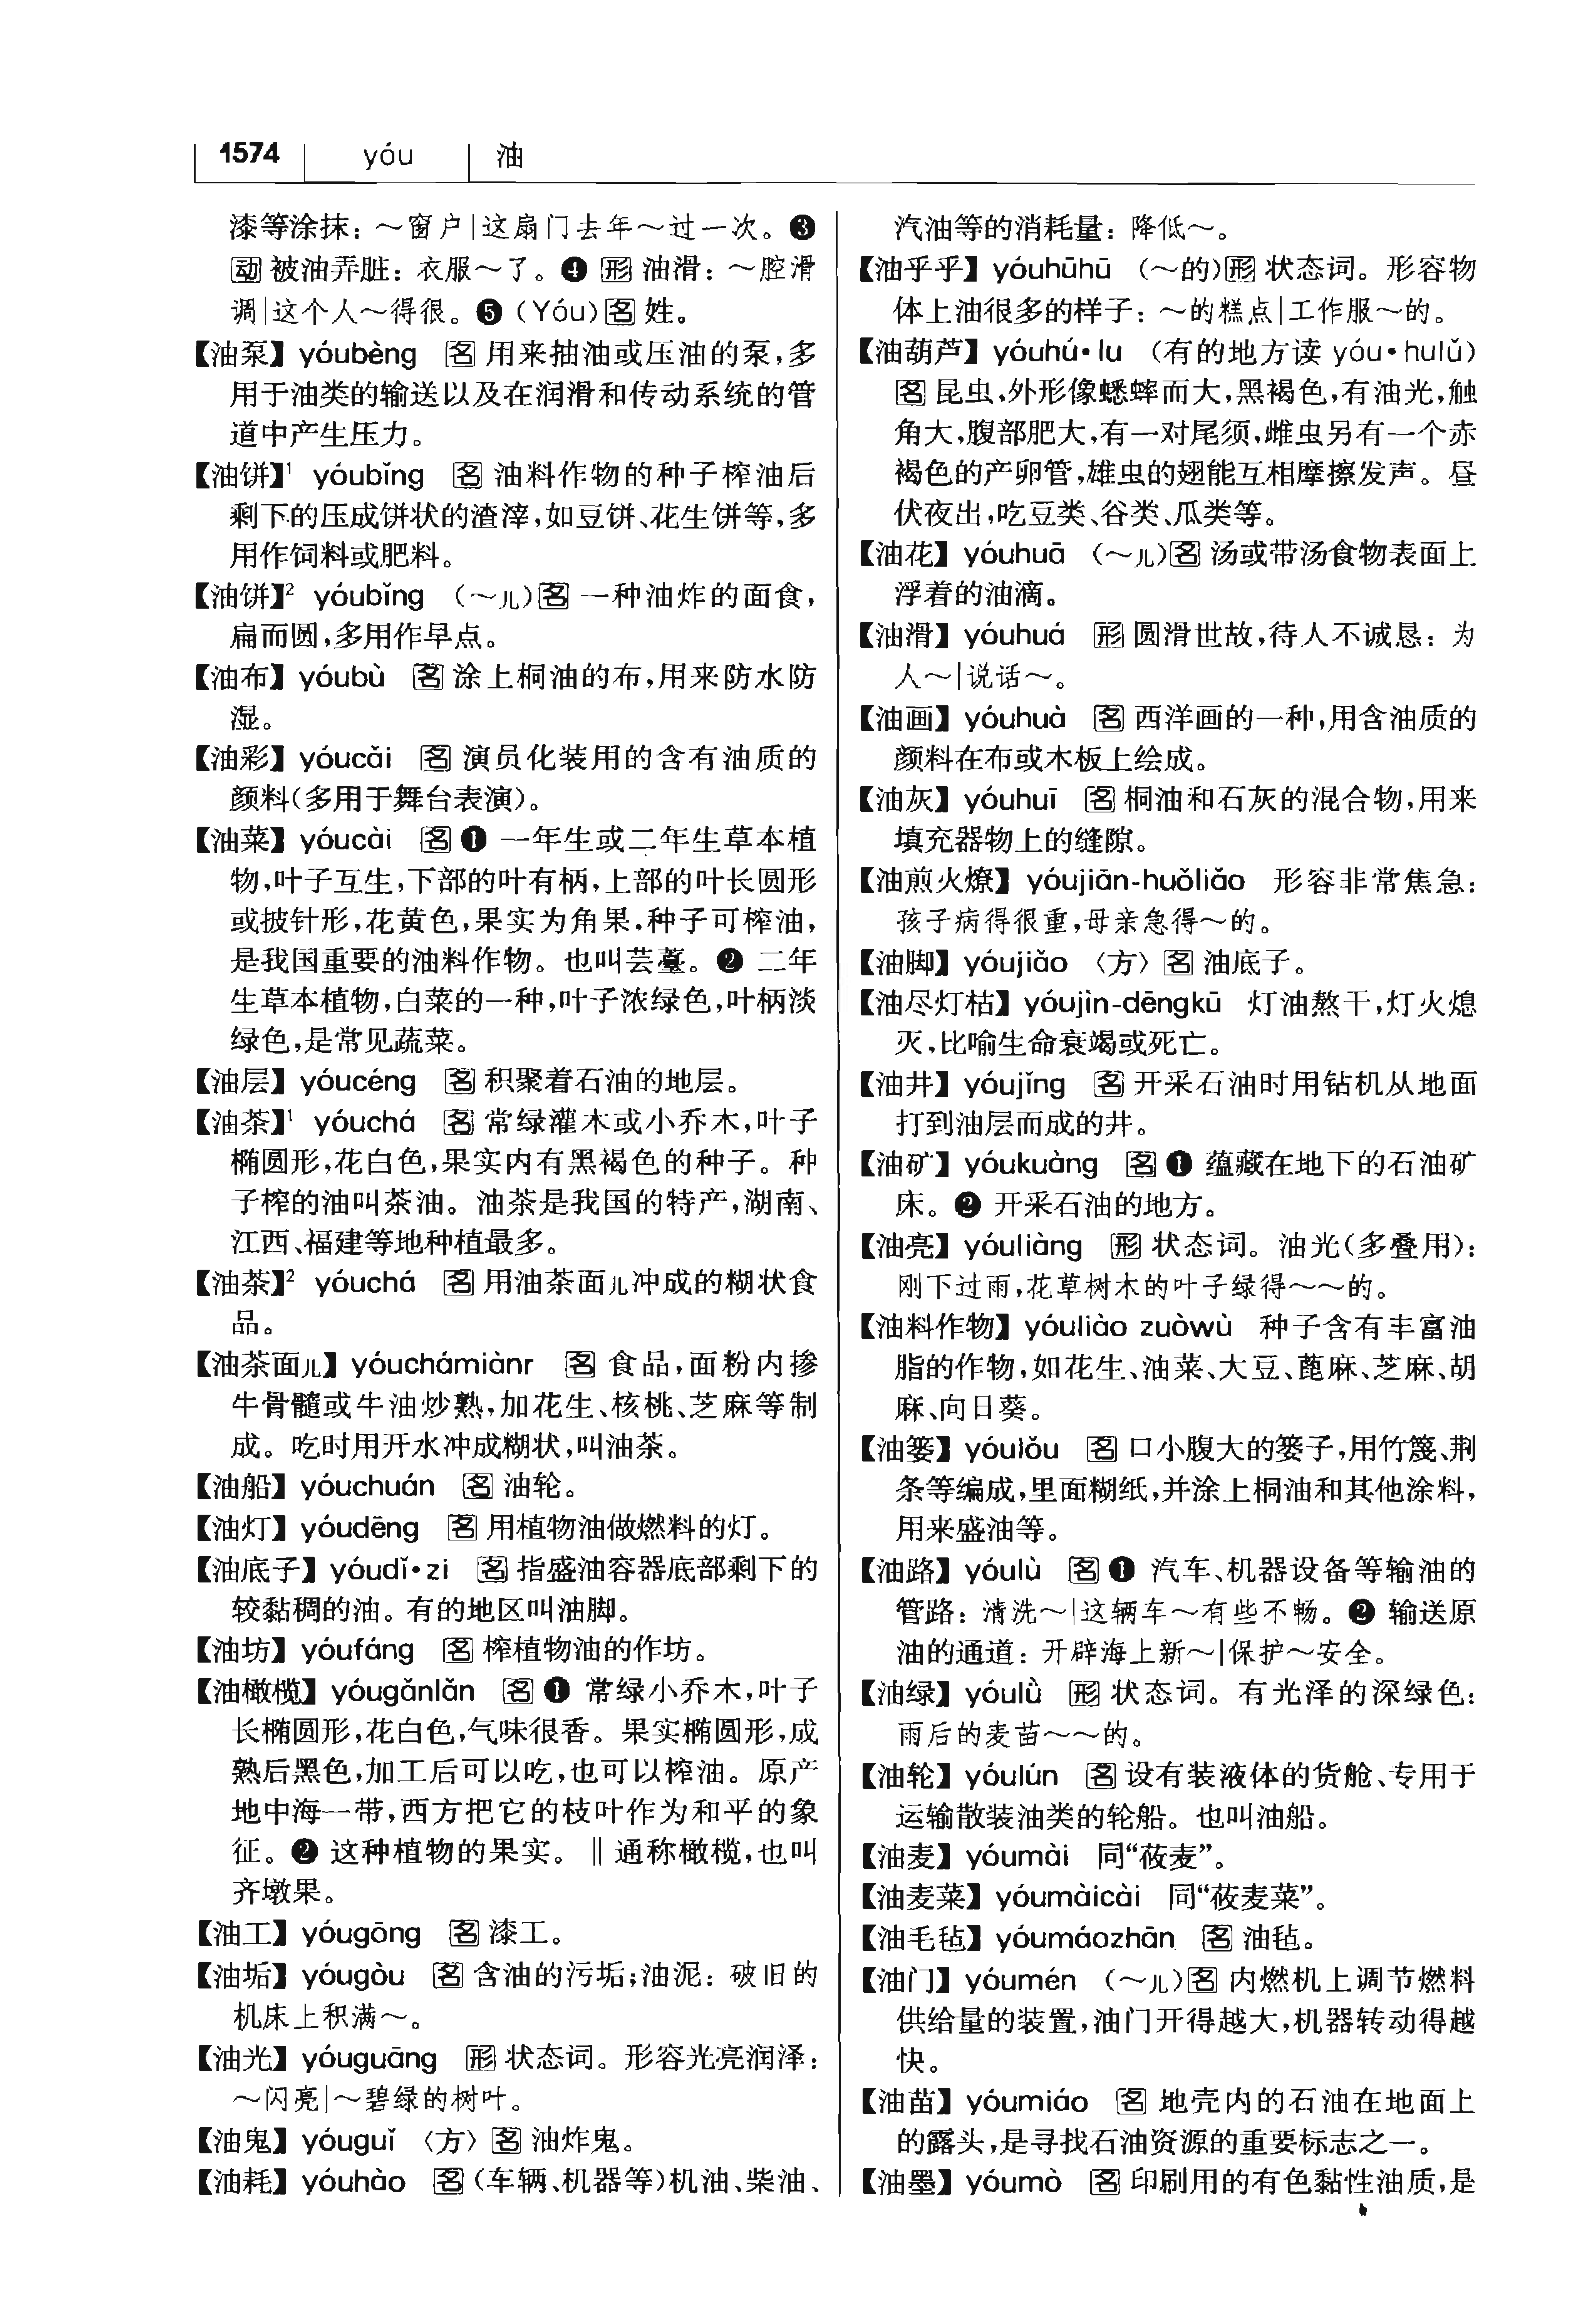 1574 yóu 油
漆等涂抹：～窗户|这扇门去年～过一次。❸
动 被油弄脏：衣服～了。❹ 形 油滑：～腔滑
调|这个人～得很。❺（Yóu）名 姓。
【油泵】yóubèng 名 用来抽油或压油的泵，多
用于油类的输送以及在润滑和传动系统的管
道中产生压力。
【油饼】¹ yóubǐng 名 油料作物的种子榨油后
剩下的压成饼状的渣滓，如豆饼、花生饼等，多
用作饲料或肥料。
【油饼】² yóubǐng （～儿）名 一种油炸的面食，
扁而圆，多用作早点。
【油布】yóubù 名 涂上桐油的布，用来防水防
湿。
【油彩】yóucǎi 名 演员化装用的含有油质的
颜料（多用于舞台表演）。
【油菜】yóucài 名 ❶ 一年生或二年生草本植
物，叶子互生，下部的叶有柄，上部的叶长圆形
或披针形，花黄色，果实为角果，种子可榨油，
是我国重要的油料作物。也叫芸薹。❷ 二年
生草本植物，白菜的一种，叶子浓绿色，叶柄淡
绿色，是常见蔬菜。
【油层】yóucéng 名 积聚着石油的地层。
【油茶】¹ yóuchá 名 常绿灌木或小乔木，叶子
椭圆形，花白色，果实内有黑褐色的种子。种
子榨的油叫茶油。油茶是我国的特产，湖南、
江西、福建等地种植最多。
【油茶】² yóuchá 名 用油茶面儿冲成的糊状食
品。
【油茶面儿】yóuchámiànr 名 食品，面粉内掺
牛骨髓或牛油炒熟，加花生、核桃、芝麻等制
成。吃时用开水冲成糊状，叫油茶。
【油船】yóuchuán 名 油轮。
【油灯】yóudēng 名 用植物油做燃料的灯。
【油底子】yóudǐ•zi 名 指盛油容器底部剩下的
较黏稠的油。有的地区叫油脚。
【油坊】yóufáng 名 榨植物油的作坊。
【油橄榄】yóugǎnlǎn 名 ❶ 常绿小乔木，叶子
长椭圆形，花白色，气味很香。果实椭圆形，成
熟后黑色，加工后可以吃，也可以榨油。原产
地中海一带，西方把它的枝叶作为和平的象
征。❷ 这种植物的果实。‖通称橄榄，也叫
齐墩果。
【油工】yóugōng 名 漆工。
【油垢】yóugòu 名 含油的污垢；油泥：破旧的
机床上积满～。
【油光】yóuguāng 形 状态词。形容光亮润泽：
～闪亮|～碧绿的树叶。
【油鬼】yóuguǐ 〈方〉名 油炸鬼。
【油耗】yóuhào 名（车辆、机器等）机油、柴油、
汽油等的消耗量：降低～。
【油乎乎】yóuhūhū （～的）形 状态词。形容物
体上油很多的样子：～的糕点|工作服～的。
【油葫芦】yóuhú•lu （有的地方读 yóu•hulǔ）
名 昆虫，外形像蟋蟀而大，黑褐色，有油光，触
角大，腹部肥大，有一对尾须，雌虫另有一个赤
褐色的产卵管，雄虫的翅能互相摩擦发声。昼
伏夜出，吃豆类、谷类、瓜类等。
【油花】yóuhuā （～儿）名 汤或带汤食物表面上
浮着的油滴。
【油滑】yóuhuá 形 圆滑世故，待人不诚恳：为
人～|说话～。
【油画】yóuhuà 名 西洋画的一种，用含油质的
颜料在布或木板上绘成。
【油灰】yóuhuī 名 桐油和石灰的混合物，用来
填充器物上的缝隙。
【油煎火燎】yóujiān-huǒliǎo 形容非常焦急：
孩子病得很重，母亲急得～的。
【油脚】yóujiǎo 〈方〉名 油底子。
【油尽灯枯】yóujìn-dēngkū 灯油熬干，灯火熄
灭，比喻生命衰竭或死亡。
【油井】yóujǐng 名 开采石油时用钻机从地面
打到油层而成的井。
【油矿】yóukuàng 名 ❶ 蕴藏在地下的石油矿
床。❷ 开采石油的地方。
【油亮】yóuliàng 形 状态词。油光（多叠用）：
刚下过雨，花草树木的叶子绿得～～的。
【油料作物】yóuliào zuòwù 种子含有丰富油
脂的作物，如花生、油菜、大豆、蓖麻、芝麻、胡
麻、向日葵。
【油篓】yóulǒu 名 口小腹大的篓子，用竹篾、荆
条等编成，里面糊纸，并涂上桐油和其他涂料，
用来盛油等。
【油路】yóulù 名 ❶ 汽车、机器设备等输油的
管路：清洗～|这辆车～有些不畅。❷ 输送原
油的通道：开辟海上新～|保护～安全。
【油绿】yóulǜ 形 状态词。有光泽的深绿色：
雨后的麦苗～～的。
【油轮】yóulún 名 设有装液体的货舱、专用于
运输散装油类的轮船。也叫油船。
【油麦】yóumài 同“莜麦”。
【油麦菜】yóumàicài 同“莜麦菜”。
【油毛毡】yóumáozhān 名 油毡。
【油门】yóumén （～儿）名 内燃机上调节燃料
供给量的装置，油门开得越大，机器转动得越
快。
【油苗】yóumiáo 名 地壳内的石油在地面上
的露头，是寻找石油资源的重要标志之一。
【油墨】yóumò 名 印刷用的有色黏性油质，是